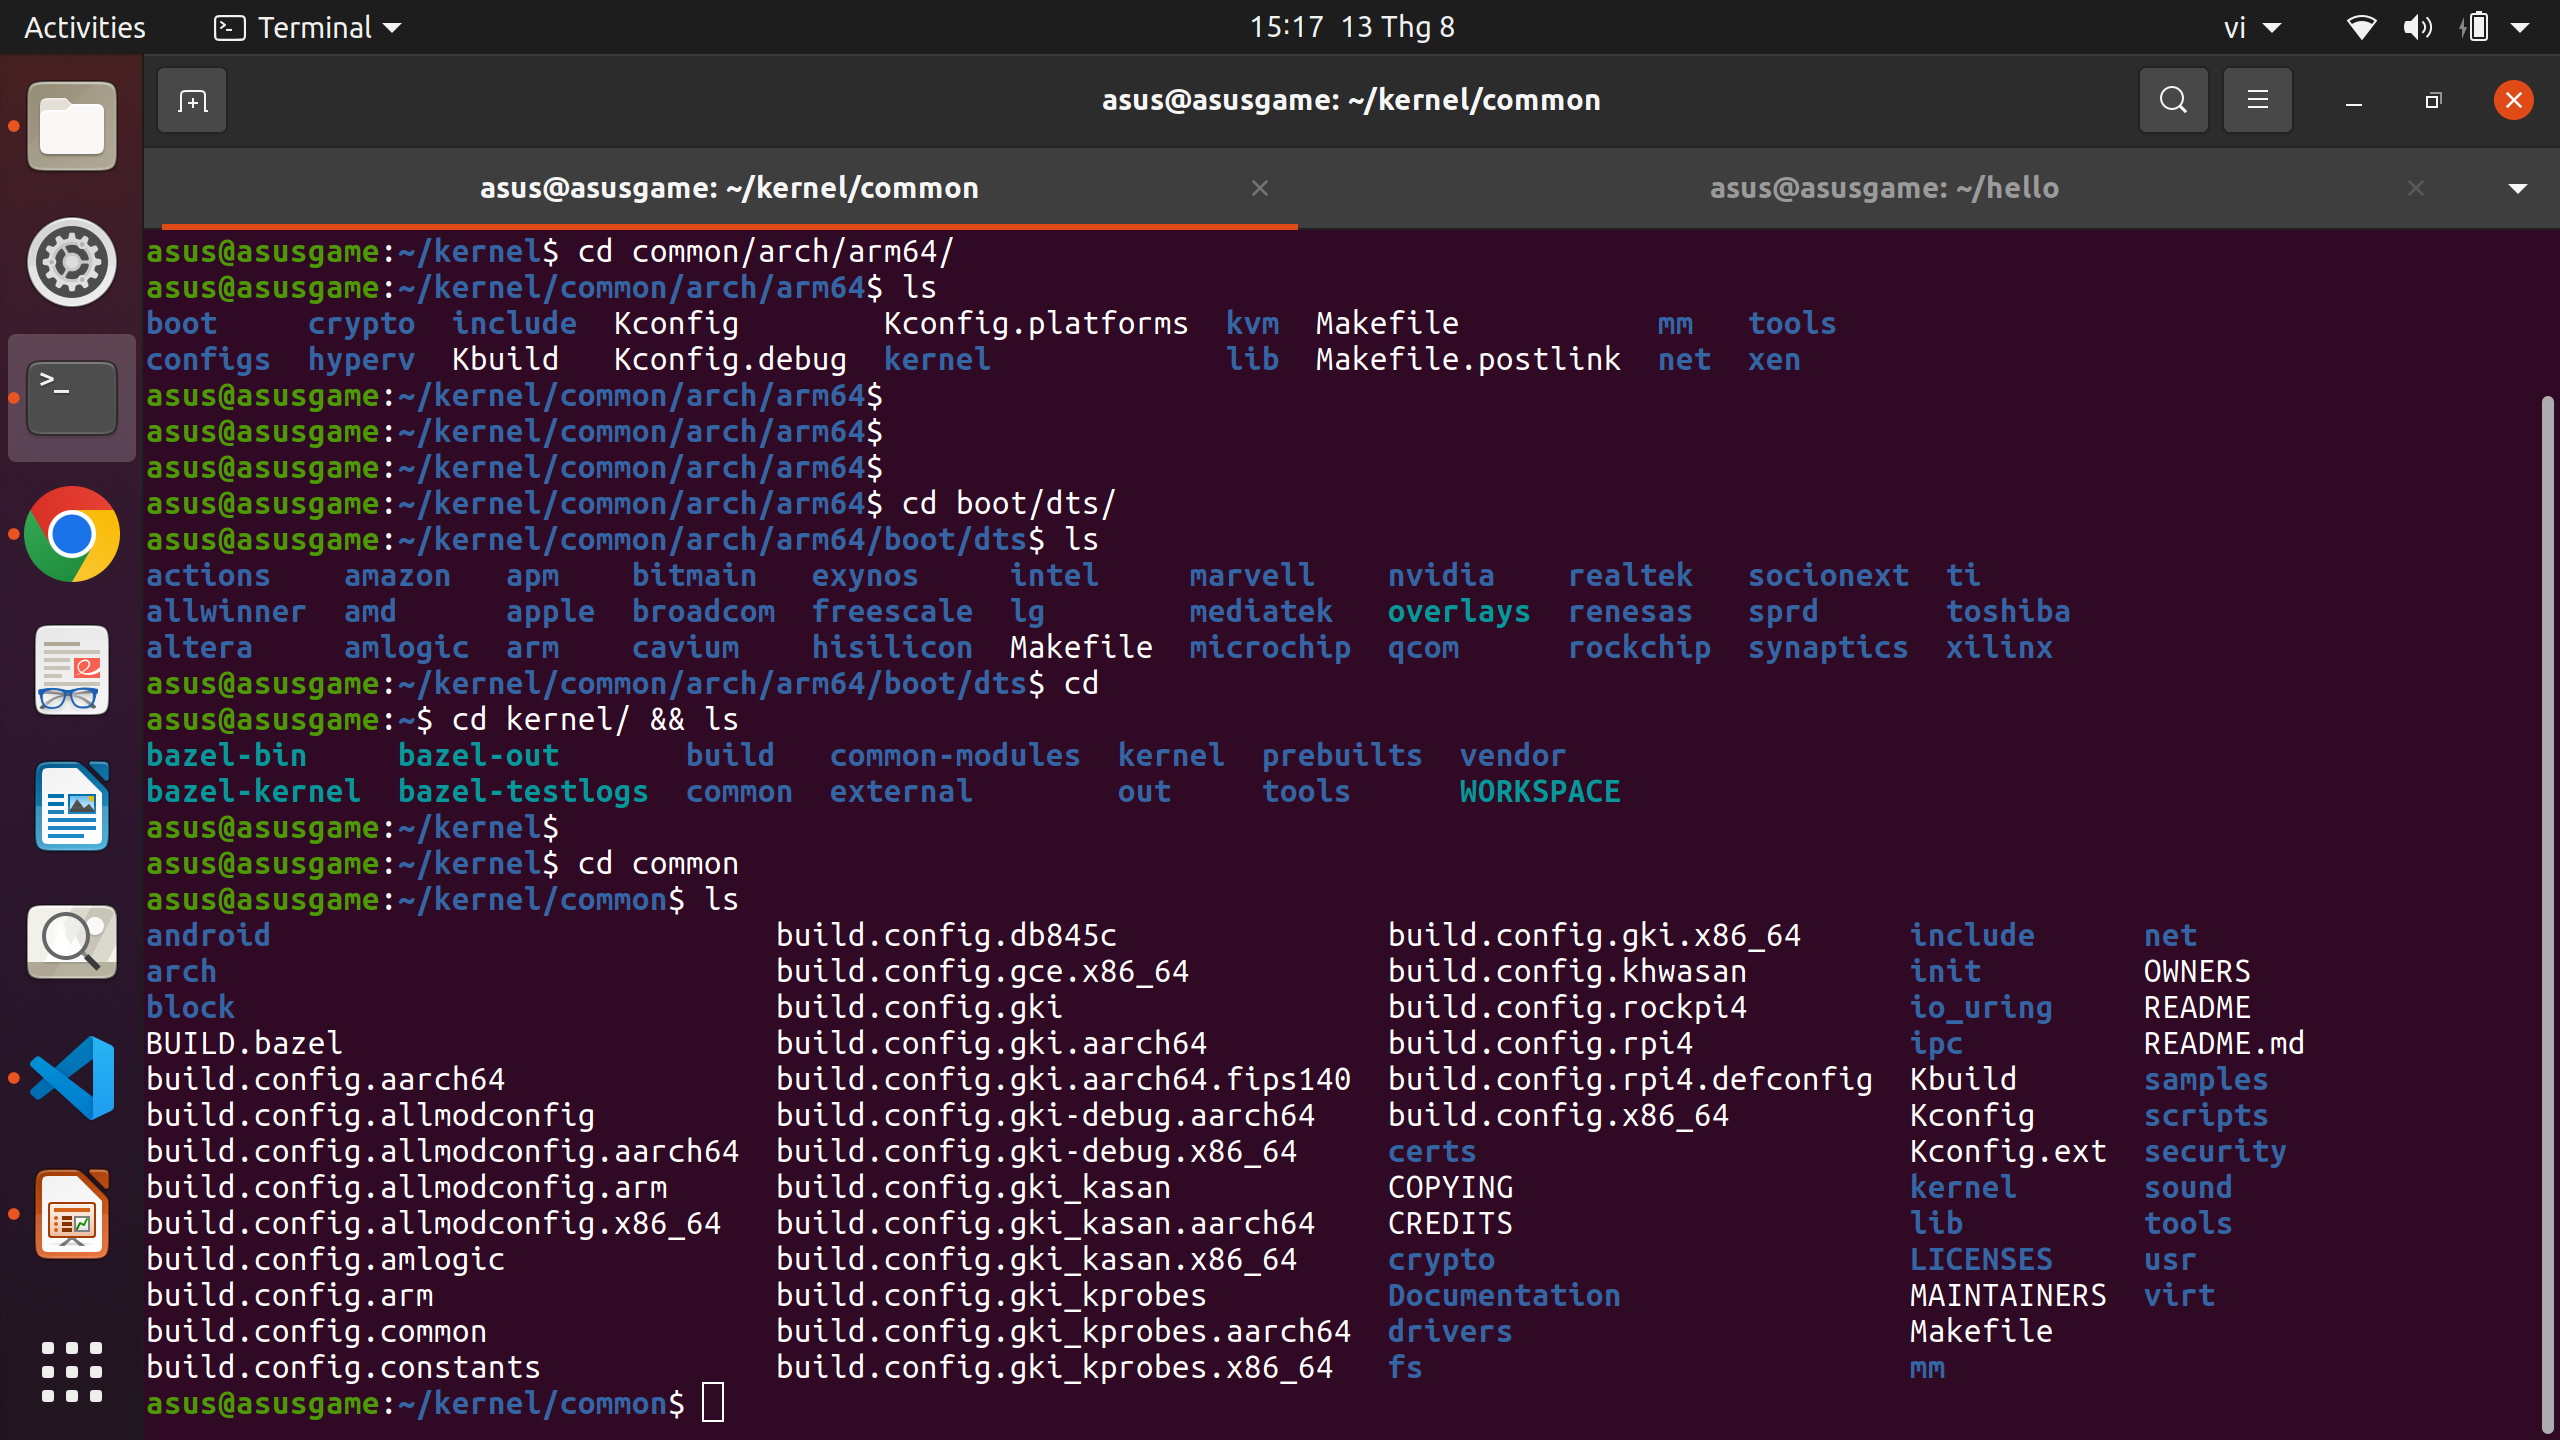 Activities
Terminal
15:17 13 Thg 8
vi
asus@asusgame: ~/kernel/common
asus@asusgame: ~/kernel/common
asus@asusgame: ~/hello
asus@asusgame:~/kernel$ cd common/arch/arm64/
asus@asusgame:~/kernel/common/arch/arm64$ ls
boot crypto include Kconfig Kconfig.platforms kvm Makefile mm tools
configs hyperv Kbuild Kconfig.debug kernel lib Makefile.postlink net xen
asus@asusgame:~/kernel/common/arch/arm64$
asus@asusgame:~/kernel/common/arch/arm64$
asus@asusgame:~/kernel/common/arch/arm64$
asus@asusgame:~/kernel/common/arch/arm64$ cd boot/dts/
asus@asusgame:~/kernel/common/arch/arm64/boot/dts$ ls
actions amazon apm bitmain exynos intel marvell nvidia realtek socionext ti
allwinner amd apple broadcom freescale lg mediatek overlays renesas sprd toshiba
altera amlogic arm cavium hisilicon Makefile microchip qcom rockchip synaptics xilinx
asus@asusgame:~/kernel/common/arch/arm64/boot/dts$ cd
asus@asusgame:~$ cd kernel/ && ls
bazel-bin bazel-out build common-modules kernel prebuilts vendor
bazel-kernel bazel-testlogs common external out tools WORKSPACE
asus@asusgame:~/kernel$
asus@asusgame:~/kernel$ cd common
asus@asusgame:~/kernel/common$ ls
android build.config.db845c build.config.gki.x86_64 include net
arch build.config.gce.x86_64 build.config.khwasan init OWNERS
block build.config.gki build.config.rockpi4 io_uring README
BUILD.bazel build.config.gki.aarch64 build.config.rpi4 ipc README.md
build.config.aarch64 build.config.gki.aarch64.fips140 build.config.rpi4.defconfig Kbuild samples
build.config.allmodconfig build.config.gki-debug.aarch64 build.config.x86_64 Kconfig scripts
build.config.allmodconfig.aarch64 build.config.gki-debug.x86_64 certs Kconfig.ext security
build.config.allmodconfig.arm build.config.gki_kasan COPYING kernel sound
build.config.allmodconfig.x86_64 build.config.gki_kasan.aarch64 CREDITS lib tools
build.config.amlogic build.config.gki_kasan.x86_64 crypto LICENSES usr
build.config.arm build.config.gki_kprobes Documentation MAINTAINERS virt
build.config.common build.config.gki_kprobes.aarch64 drivers Makefile
build.config.constants build.config.gki_kprobes.x86_64 fs mm
asus@asusgame:~/kernel/common$